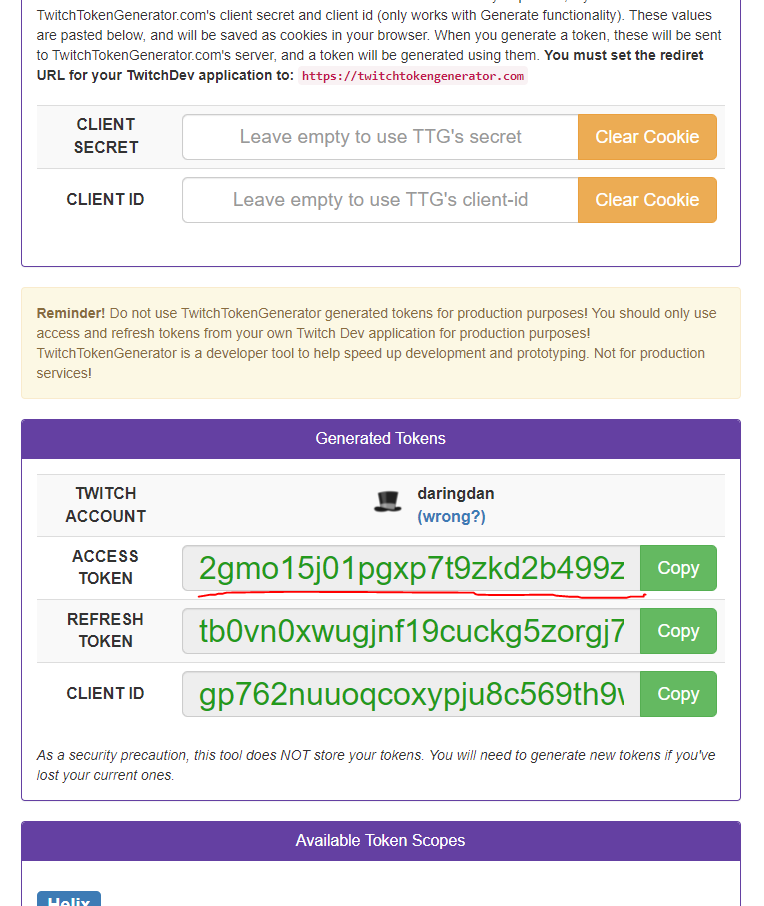 TwitchTokenGenerator.com's client secret and client id (only works with Generate functionality). These values
are pasted below, and will be saved as cookies in your browser. When you generate a token, these will be sent
to TwitchTokenGenerator.com's server, and a token will be generated using them. You must set the rediret
URL for your TwitchDev application to: https://twitchtokengenerator.com
CLIENT
SECRET
Leave empty to use TTG's secret
Clear Cookie
CLIENT ID
Leave empty to use TTG's client-id
Clear Cookie
Reminder! Do not use TwitchTokenGenerator generated tokens for production purposes! You should only use
access and refresh tokens from your own Twitch Dev application for production purposes!
TwitchTokenGenerator is a developer tool to help speed up development and prototyping. Not for production
services!
Generated Tokens
TWITCH
ACCOUNT
daringdan
(wrong?)
ACCESS
TOKEN
2gmo15j01pgxp7t9zkd2b499z
Copy
REFRESH
TOKEN
tb0vn0xwugjnf19cuckg5zorgj7
Copy
CLIENT ID
gp762nuuoqcoxypju8c569th9w
Copy
As a security precaution, this tool does NOT store your tokens. You will need to generate new tokens if you've
lost your current ones.
Available Token Scopes
Helix